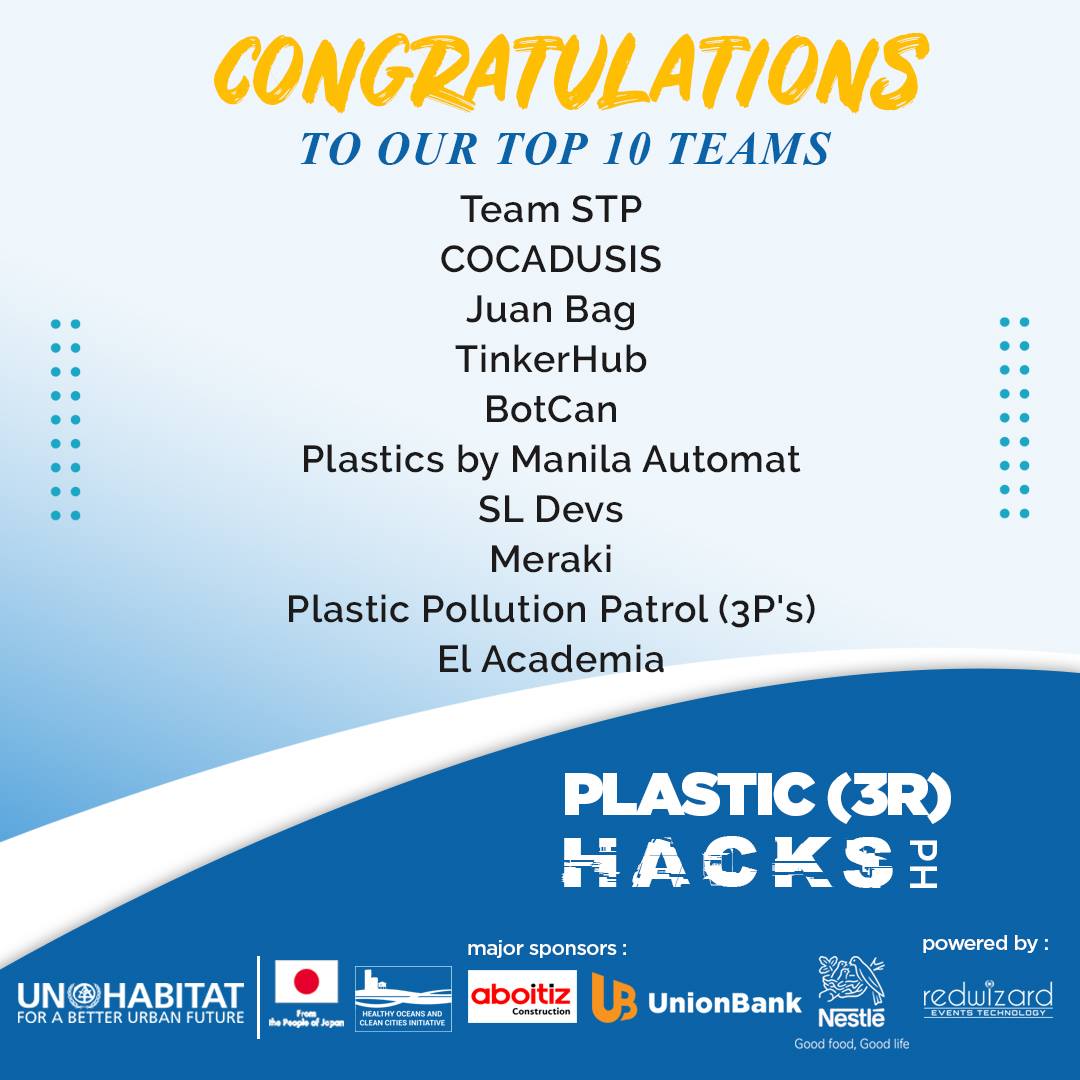 CONGRATULATIONS
TO OUR TOP 10 TEAMS
Team STP
COCADUSIS
Juan Bag
TinkerHub
BotCan
Plastics by Manila Automat
SL Devs
Meraki
Plastic Pollution Patrol (3P's)
El Academia
PLASTIC (3R)
HACKS PH
major sponsors :
powered by :
UN HABITAT
FOR A BETTER URBAN FUTURE
From
the People of Japan
HEALTHY OCEANS AND
CLEAN CITIES INITIATIVE
aboitiz
Construction
UB UnionBank
Nestlé
Good food, Good life
redwizard
EVENTS TECHNOLOGY